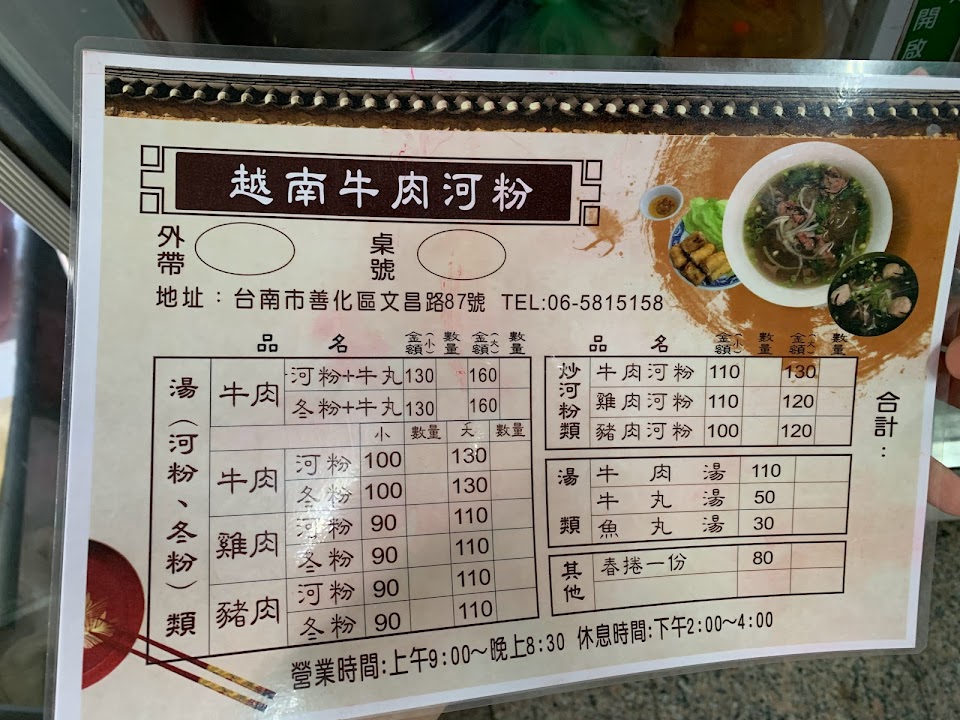 開啟
越南牛肉河粉
外帶
桌號
地址：台南市善化區文昌路87號 TEL:06-5815158
品名 金額(小) 數量 金額(大) 數量
湯(河粉、冬粉)類
牛肉 河粉+牛丸 130 160
冬粉+牛丸 130 160
小 數量 大 數量
牛肉 河粉 100 130
冬粉 100 130
雞肉 河粉 90 110
冬粉 90 110
豬肉 河粉 90 110
冬粉 90 110
品名 金額(小) 數量 金額(大) 數量
炒河粉類
牛肉河粉 110 130
雞肉河粉 110 120
豬肉河粉 100 120
湯類
牛肉湯 110
牛丸湯 50
魚丸湯 30
其他
春捲一份 80
合計:
營業時間:上午9:00～晚上8:30 休息時間:下午2:00～4:00